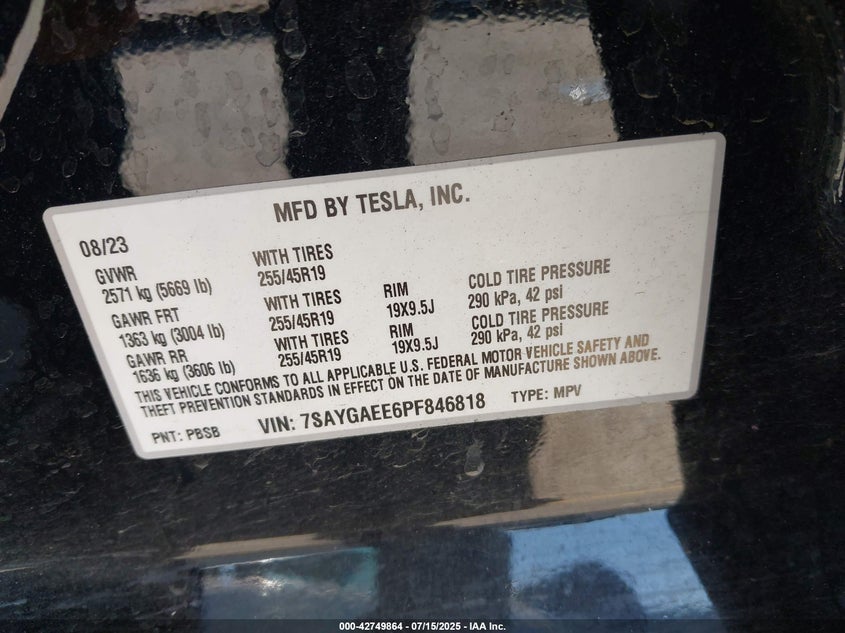 MFD BY TESLA, INC.
08/23
GVWR WITH TIRES
2571 kg (5669 lb) 255/45R19
GAWR FRT WITH TIRES RIM COLD TIRE PRESSURE
1363 kg (3004 lb) 255/45R19 19X9.5J 290 kPa, 42 psi
GAWR RR WITH TIRES RIM COLD TIRE PRESSURE
1636 kg (3606 lb) 255/45R19 19X9.5J 290 kPa, 42 psi
THIS VEHICLE CONFORMS TO ALL APPLICABLE U.S. FEDERAL MOTOR VEHICLE SAFETY AND
THEFT PREVENTION STANDARDS IN EFFECT ON THE DATE OF MANUFACTURE SHOWN ABOVE.
PNT: PBSB VIN: 7SAYGAEE6PF846818 TYPE: MPV
000-42749864 - 07/15/2025 - IAA Inc.